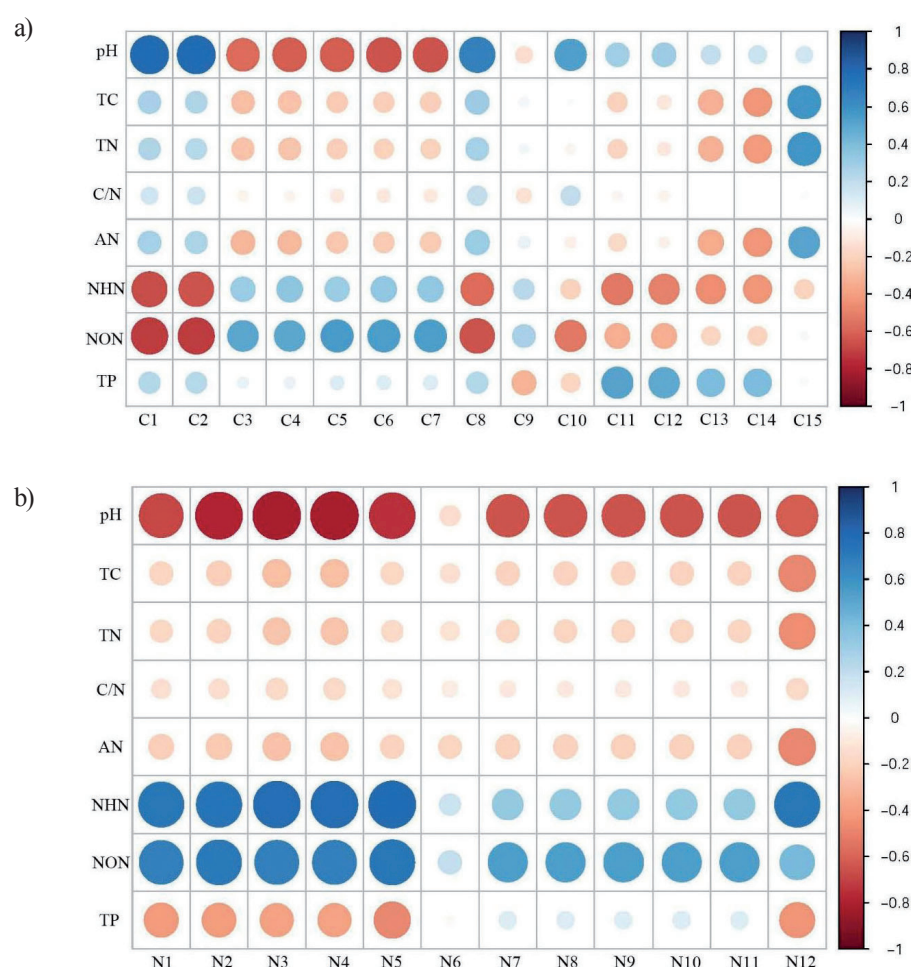 a)
pH
TC
TN
C/N
AN
NHN
NON
TP
C1 C2 C3 C4 C5 C6 C7 C8 C9 C10 C11 C12 C13 C14 C15
1
0.8
0.6
0.4
0.2
0
−0.2
−0.4
−0.6
−0.8
−1
b)
pH
TC
TN
C/N
AN
NHN
NON
TP
N1 N2 N3 N4 N5 N6 N7 N8 N9 N10 N11 N12
1
0.8
0.6
0.4
0.2
0
−0.2
−0.4
−0.6
−0.8
−1